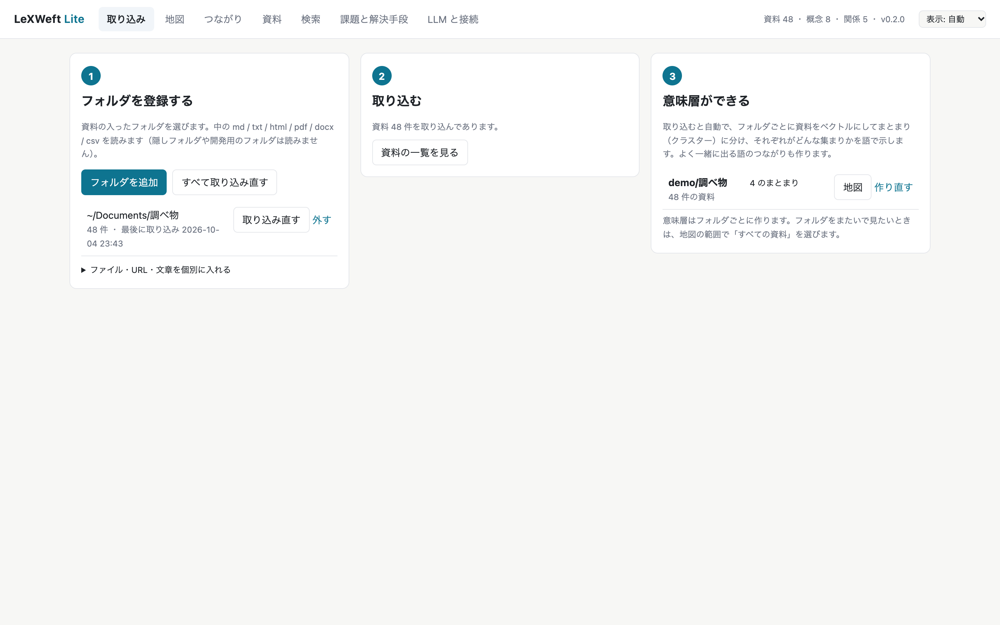 LeXWeft Lite 取り込み 地図 つながり 資料 検索 課題と解決手段 LLM と接続 資料 48 ・ 概念 8 ・ 関係 5 ・ v0.2.0 表示: 自動
1
フォルダを登録する
資料の入ったフォルダを選びます。中の md / txt / html / pdf / docx
/ csv を読みます（隠しフォルダや開発用のフォルダは読みませ
ん）。
フォルダを追加 すべて取り込み直す
~/Documents/調べ物 取り込み直す 外す
48 件 ・ 最後に取り込み 2026-10-
04 23:43
▶ ファイル・URL・文章を個別に入れる
2
取り込む
資料 48 件を取り込んであります。
資料の一覧を見る
3
意味層ができる
取り込むと自動で、フォルダごとに資料をベクトルにしてまとまり
（クラスター）に分け、それぞれがどんな集まりかを語で示しま
す。よく一緒に出る語のつながりも作ります。
demo/調べ物 4 のまとまり 地図 作り直す
48 件の資料
意味層はフォルダごとに作ります。フォルダをまたいで見たいとき
は、地図の範囲で「すべての資料」を選びます。